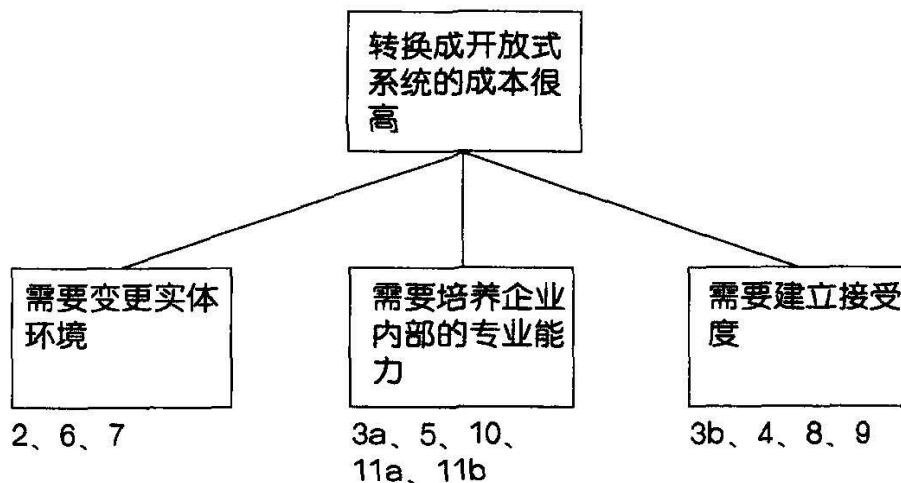 转换成开放式
系统的成本很
高
需要变更实体
环境
需要培养企业
内部的专业能
力
需要建立接受
度
2、6、7
3a、5、10、
11a、11b
3b、4、8、9